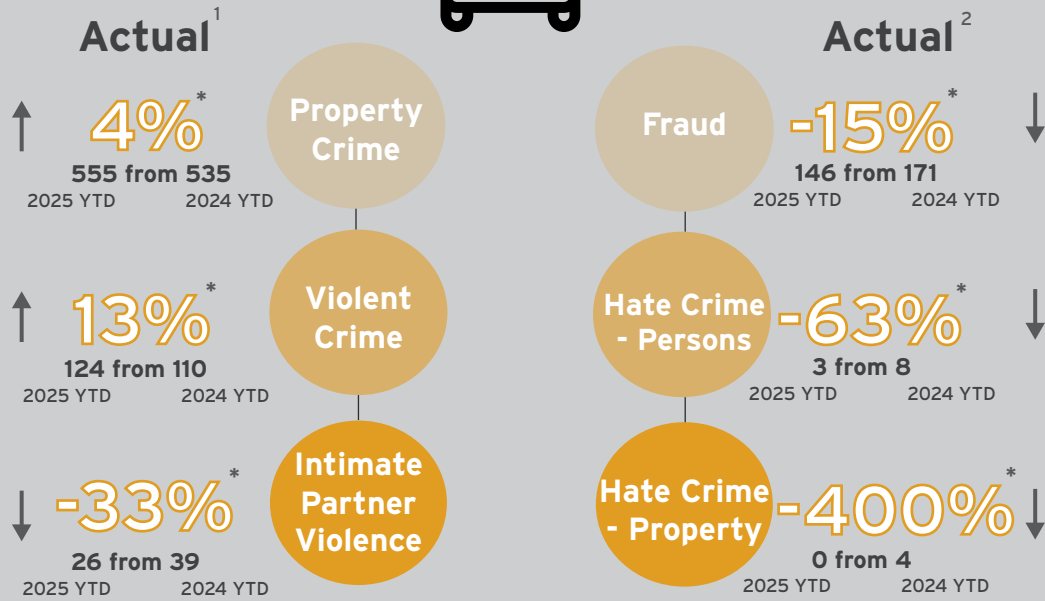 Actual 1
4%*
555 from 535
2025 YTD 2024 YTD
Property
Crime
13%*
124 from 110
2025 YTD 2024 YTD
Violent
Crime
-33%*
26 from 39
2025 YTD 2024 YTD
Intimate
Partner
Violence
Actual 2
Fraud
-15%*
146 from 171
2025 YTD 2024 YTD
Hate Crime
- Persons
-63%*
3 from 8
2025 YTD 2024 YTD
Hate Crime
- Property
-400%*
0 from 4
2025 YTD 2024 YTD